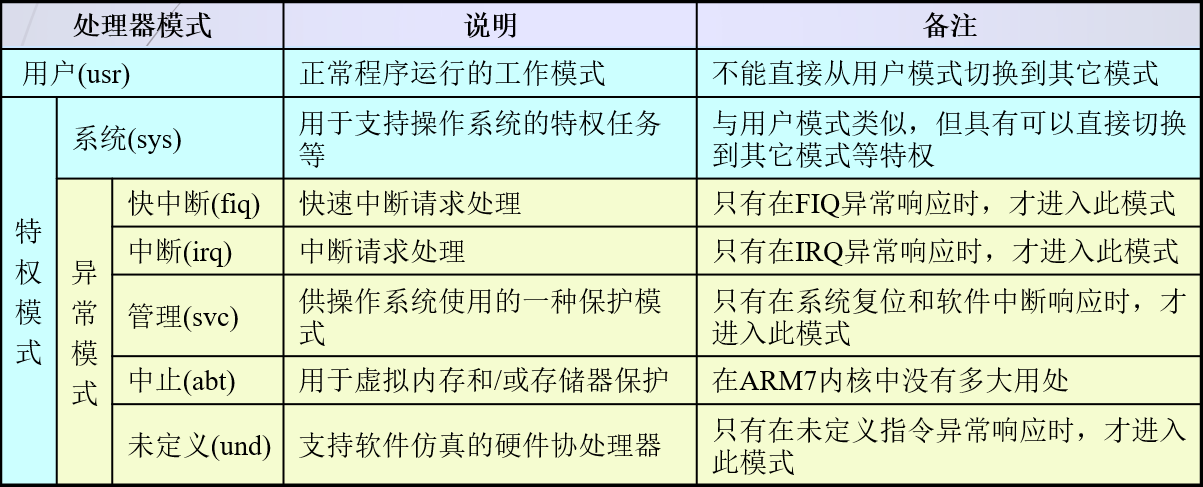 处理器模式 说明 备注
用户(usr) 正常程序运行的工作模式 不能直接从用户模式切换到其它模式
特权模式
系统(sys)
用于支持操作系统的特权任务
等
与用户模式类似，但具有可以直接切换
到其它模式等特权
异常模式
快中断(fiq) 快速中断请求处理 只有在FIQ异常响应时，才进入此模式
中断(irq) 中断请求处理 只有在IRQ异常响应时，才进入此模式
管理(svc)
供操作系统使用的一种保护模
式
只有在系统复位和软件中断响应时，才
进入此模式
中止(abt) 用于虚拟内存和/或存储器保护 在ARM7内核中没有多大用处
未定义(und) 支持软件仿真的硬件协处理器
只有在未定义指令异常响应时，才进入
此模式